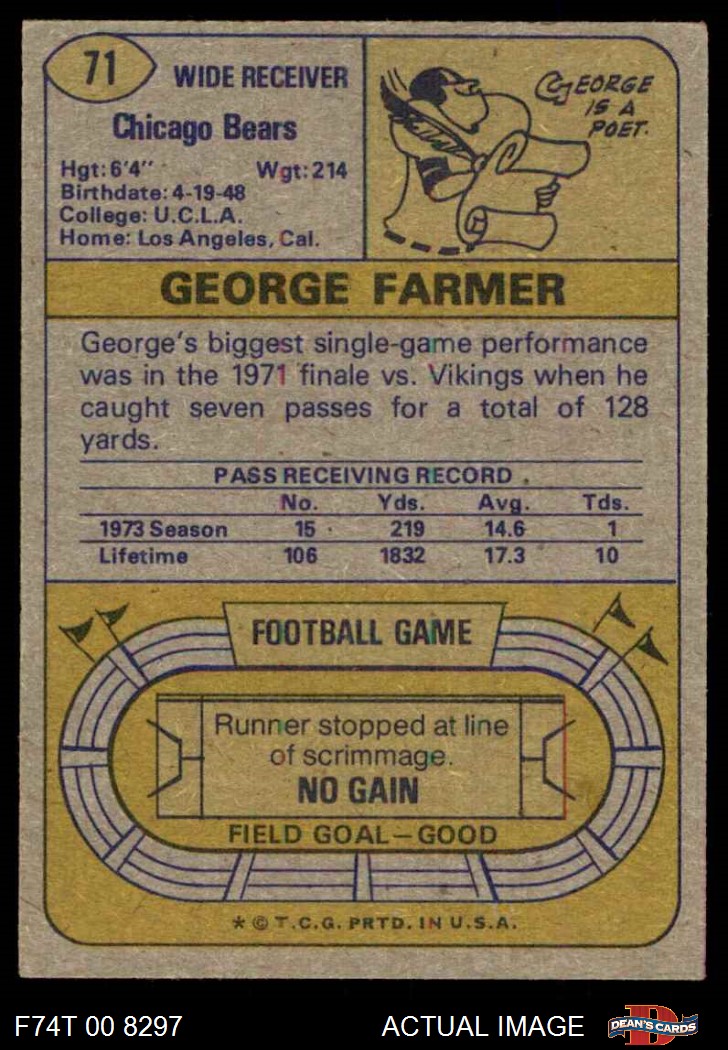 71
WIDE RECEIVER
Chicago Bears
Hgt: 6'4" Wgt: 214
Birthdate: 4-19-48
College: U.C.L.A.
Home: Los Angeles, Cal.
GEORGE
IS A
POET.
GEORGE FARMER
George's biggest single-game performance
was in the 1971 finale vs. Vikings when he
caught seven passes for a total of 128
yards.
PASS RECEIVING RECORD
No. Yds. Avg. Tds.
1973 Season 15 219 14.6 1
Lifetime 106 1832 17.3 10
FOOTBALL GAME
Runner stopped at line
of scrimmage.
NO GAIN
FIELD GOAL—GOOD
* © T.C.G. PRTD. IN U.S.A.
F74T 00 8297
ACTUAL IMAGE
DEAN'S CARDS